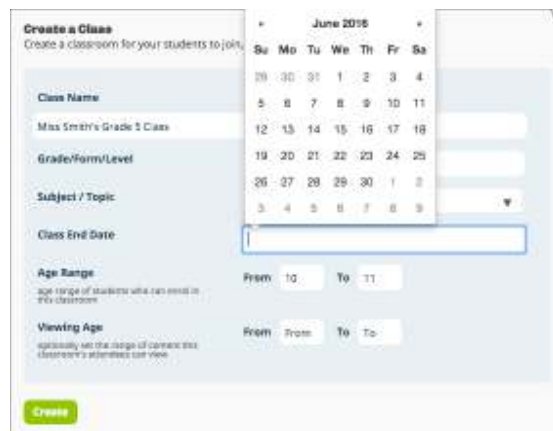 Create a Class
Create a classroom for your students to join,
« June 2016 »
Su Mo Tu We Th Fr Sa
29 30 31 1 2 3 4
5 6 7 8 9 10 11
12 13 14 15 16 17 18
19 20 21 22 23 24 25
26 27 28 29 30 1 2
3 4 5 6 7 8 9
Class Name
Miss Smith's Grade 5 Class
Grade/Form/Level
Subject / Topic
Class End Date
Age Range
From 10 To 11
age range of students who can enroll in
this classroom
Viewing Age
From From To To
optionally set the range of content this
classroom's attendees can view
Create